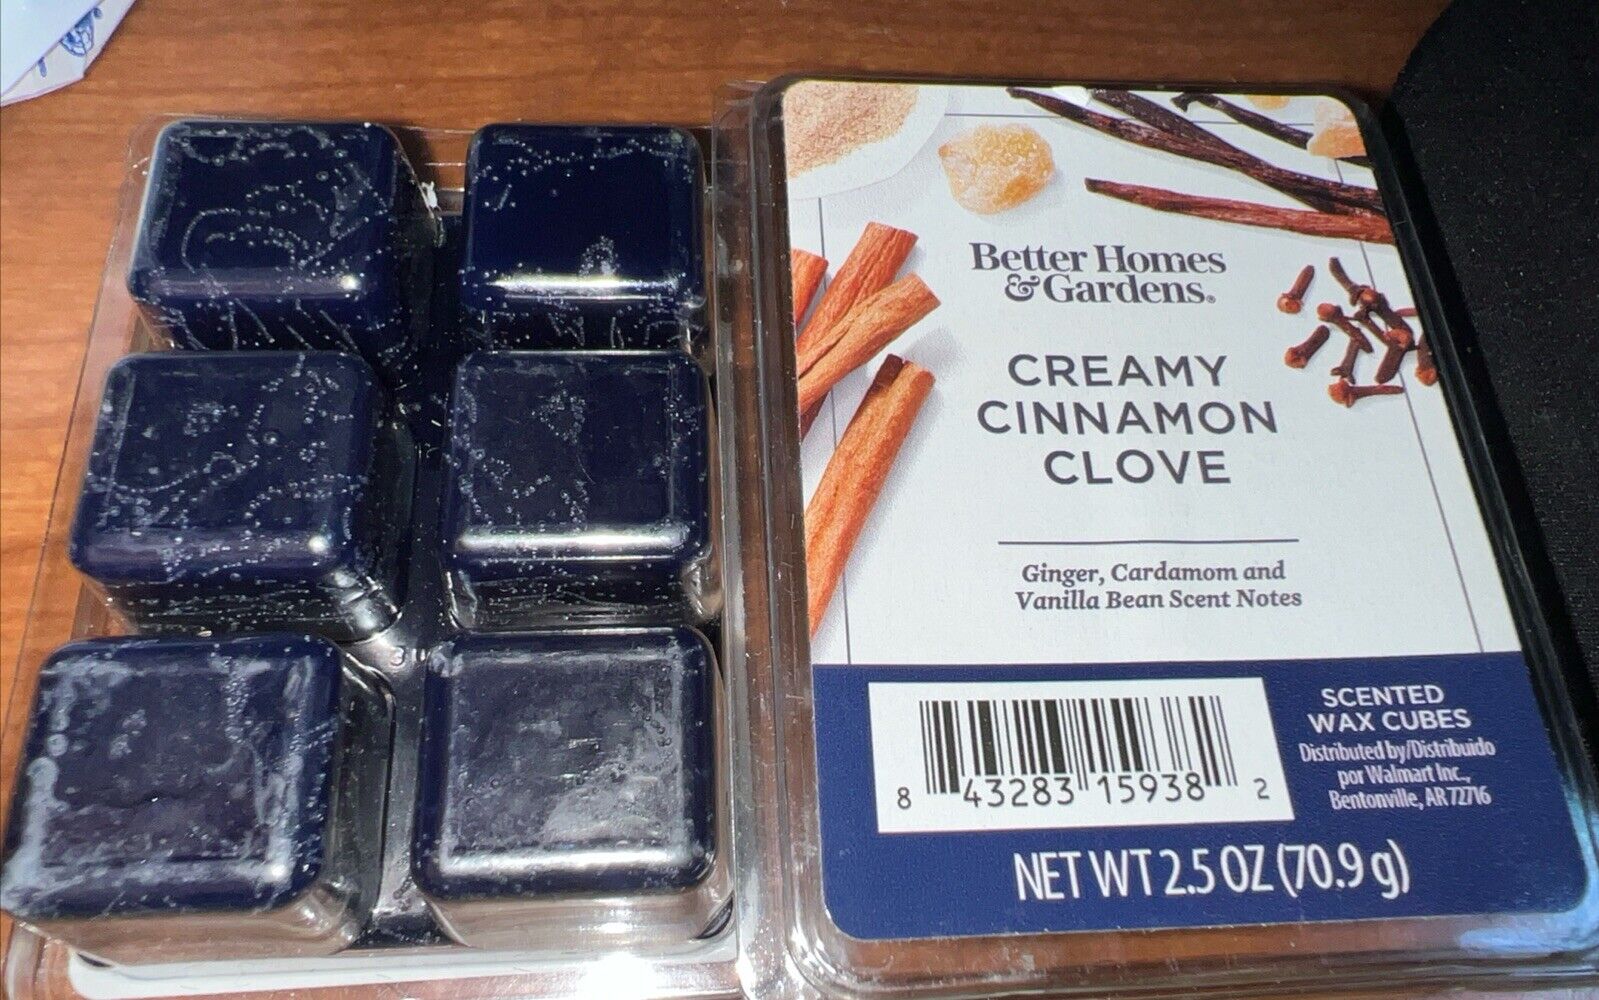 Better Homes
& Gardens®
CREAMY
CINNAMON
CLOVE
Ginger, Cardamom and
Vanilla Bean Scent Notes
8 43283 15938 2
SCENTED
WAX CUBES
Distributed by/Distribuido
por Walmart Inc.,
Bentonville, AR 72716
NET WT 2.5 OZ (70.9 g)